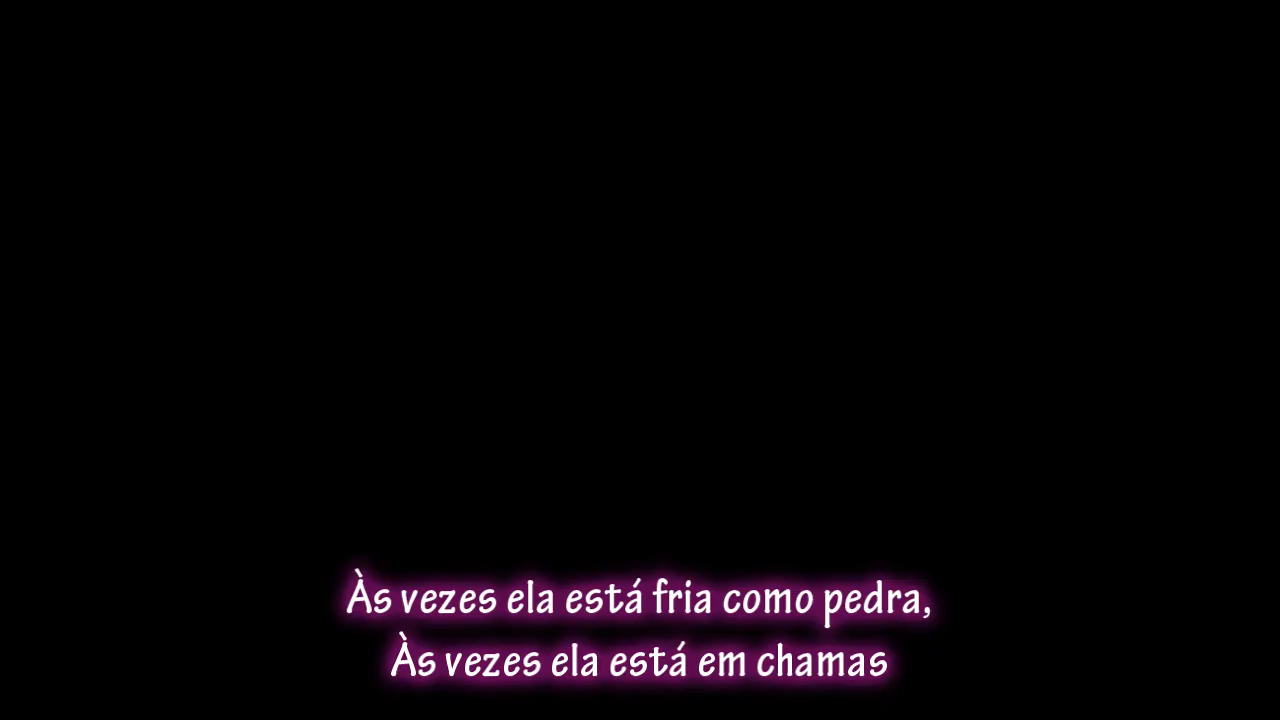 Às vezes ela está fria como pedra,
Às vezes ela está em chamas